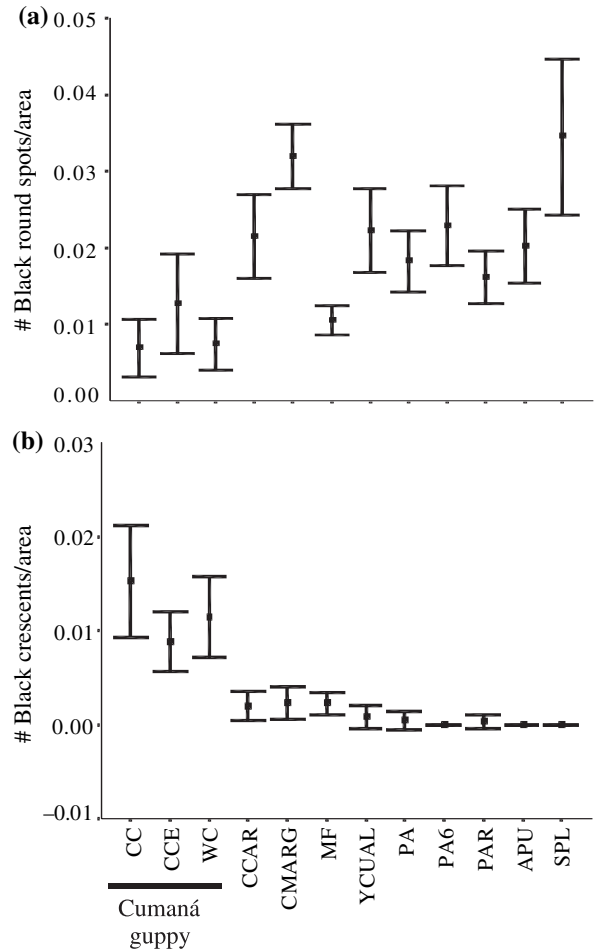 (a)
# Black round spots/area
0.05
0.04
0.03
0.02
0.01
0.00
(b)
# Black crescents/area
0.03
0.02
0.01
0.00
–0.01
CC
CCE
WC
CCAR
CMARG
MF
YCUAL
PA
PA6
PAR
APU
SPL
Cumaná
guppy